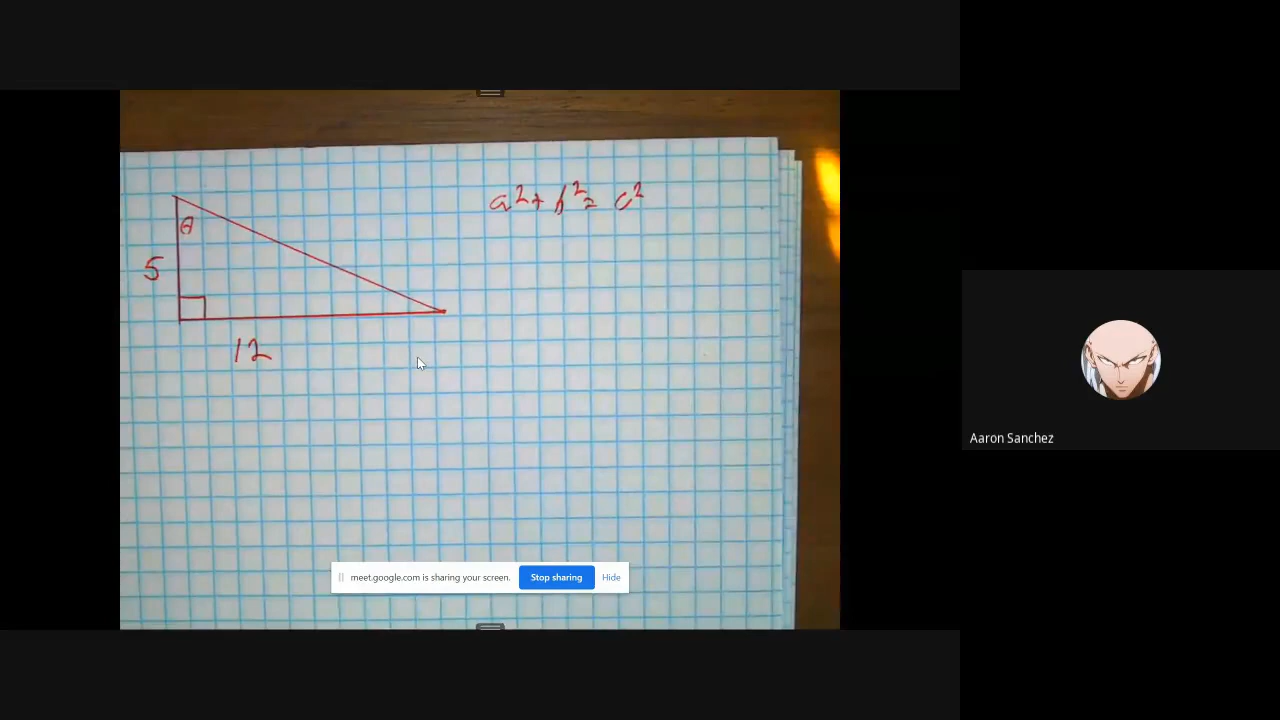 a²+ b²= c²
θ
5
12
meet.google.com is sharing your screen. Stop sharing Hide
Aaron Sanchez